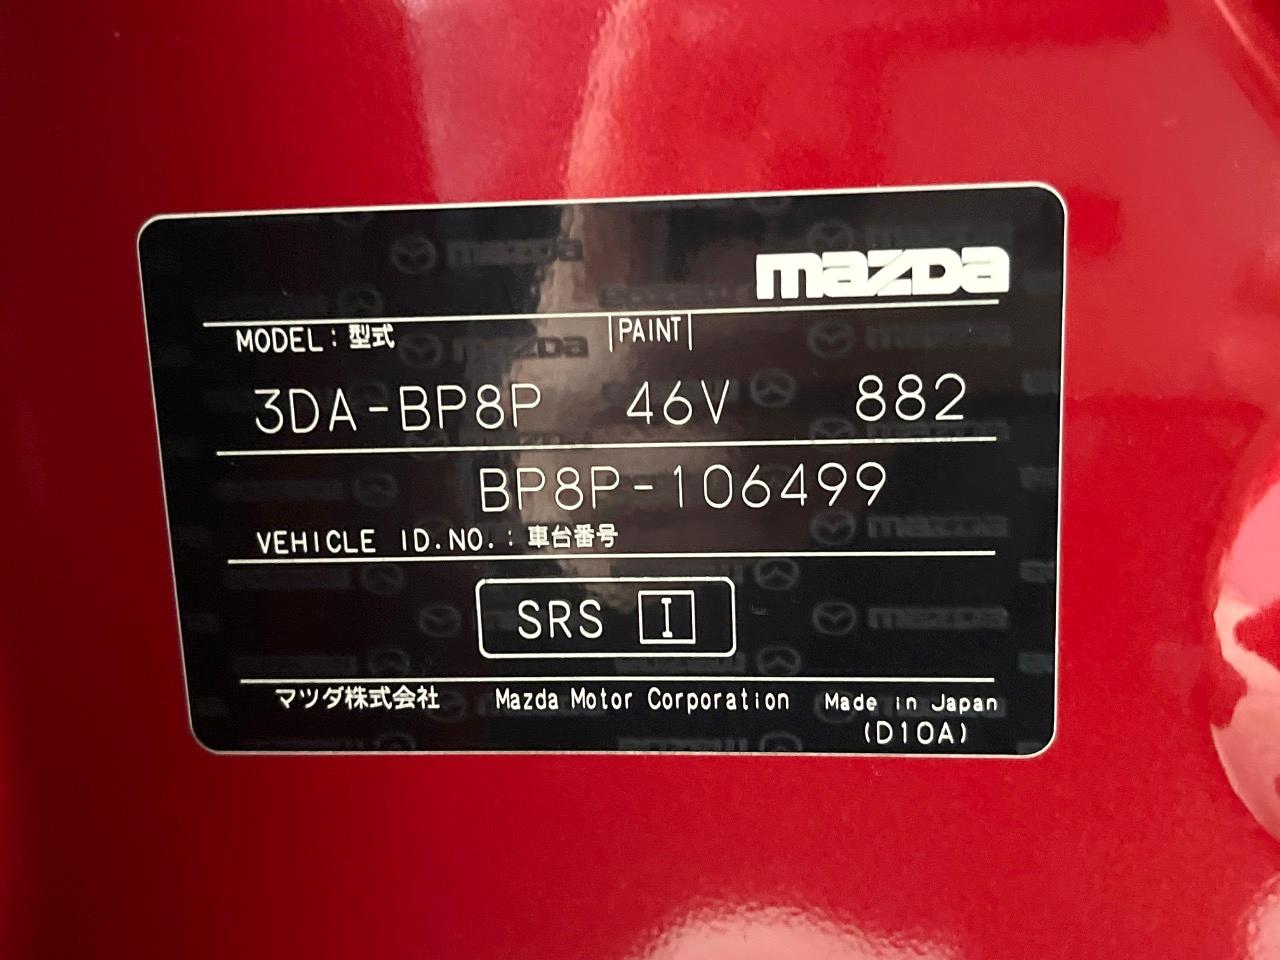 mazda
MODEL: 型式 PAINT
3DA-BP8P 46V 882
BP8P-106499
VEHICLE ID.NO.: 車台番号
SRS I
マツダ株式会社 Mazda Motor Corporation Made in Japan
(D10A)